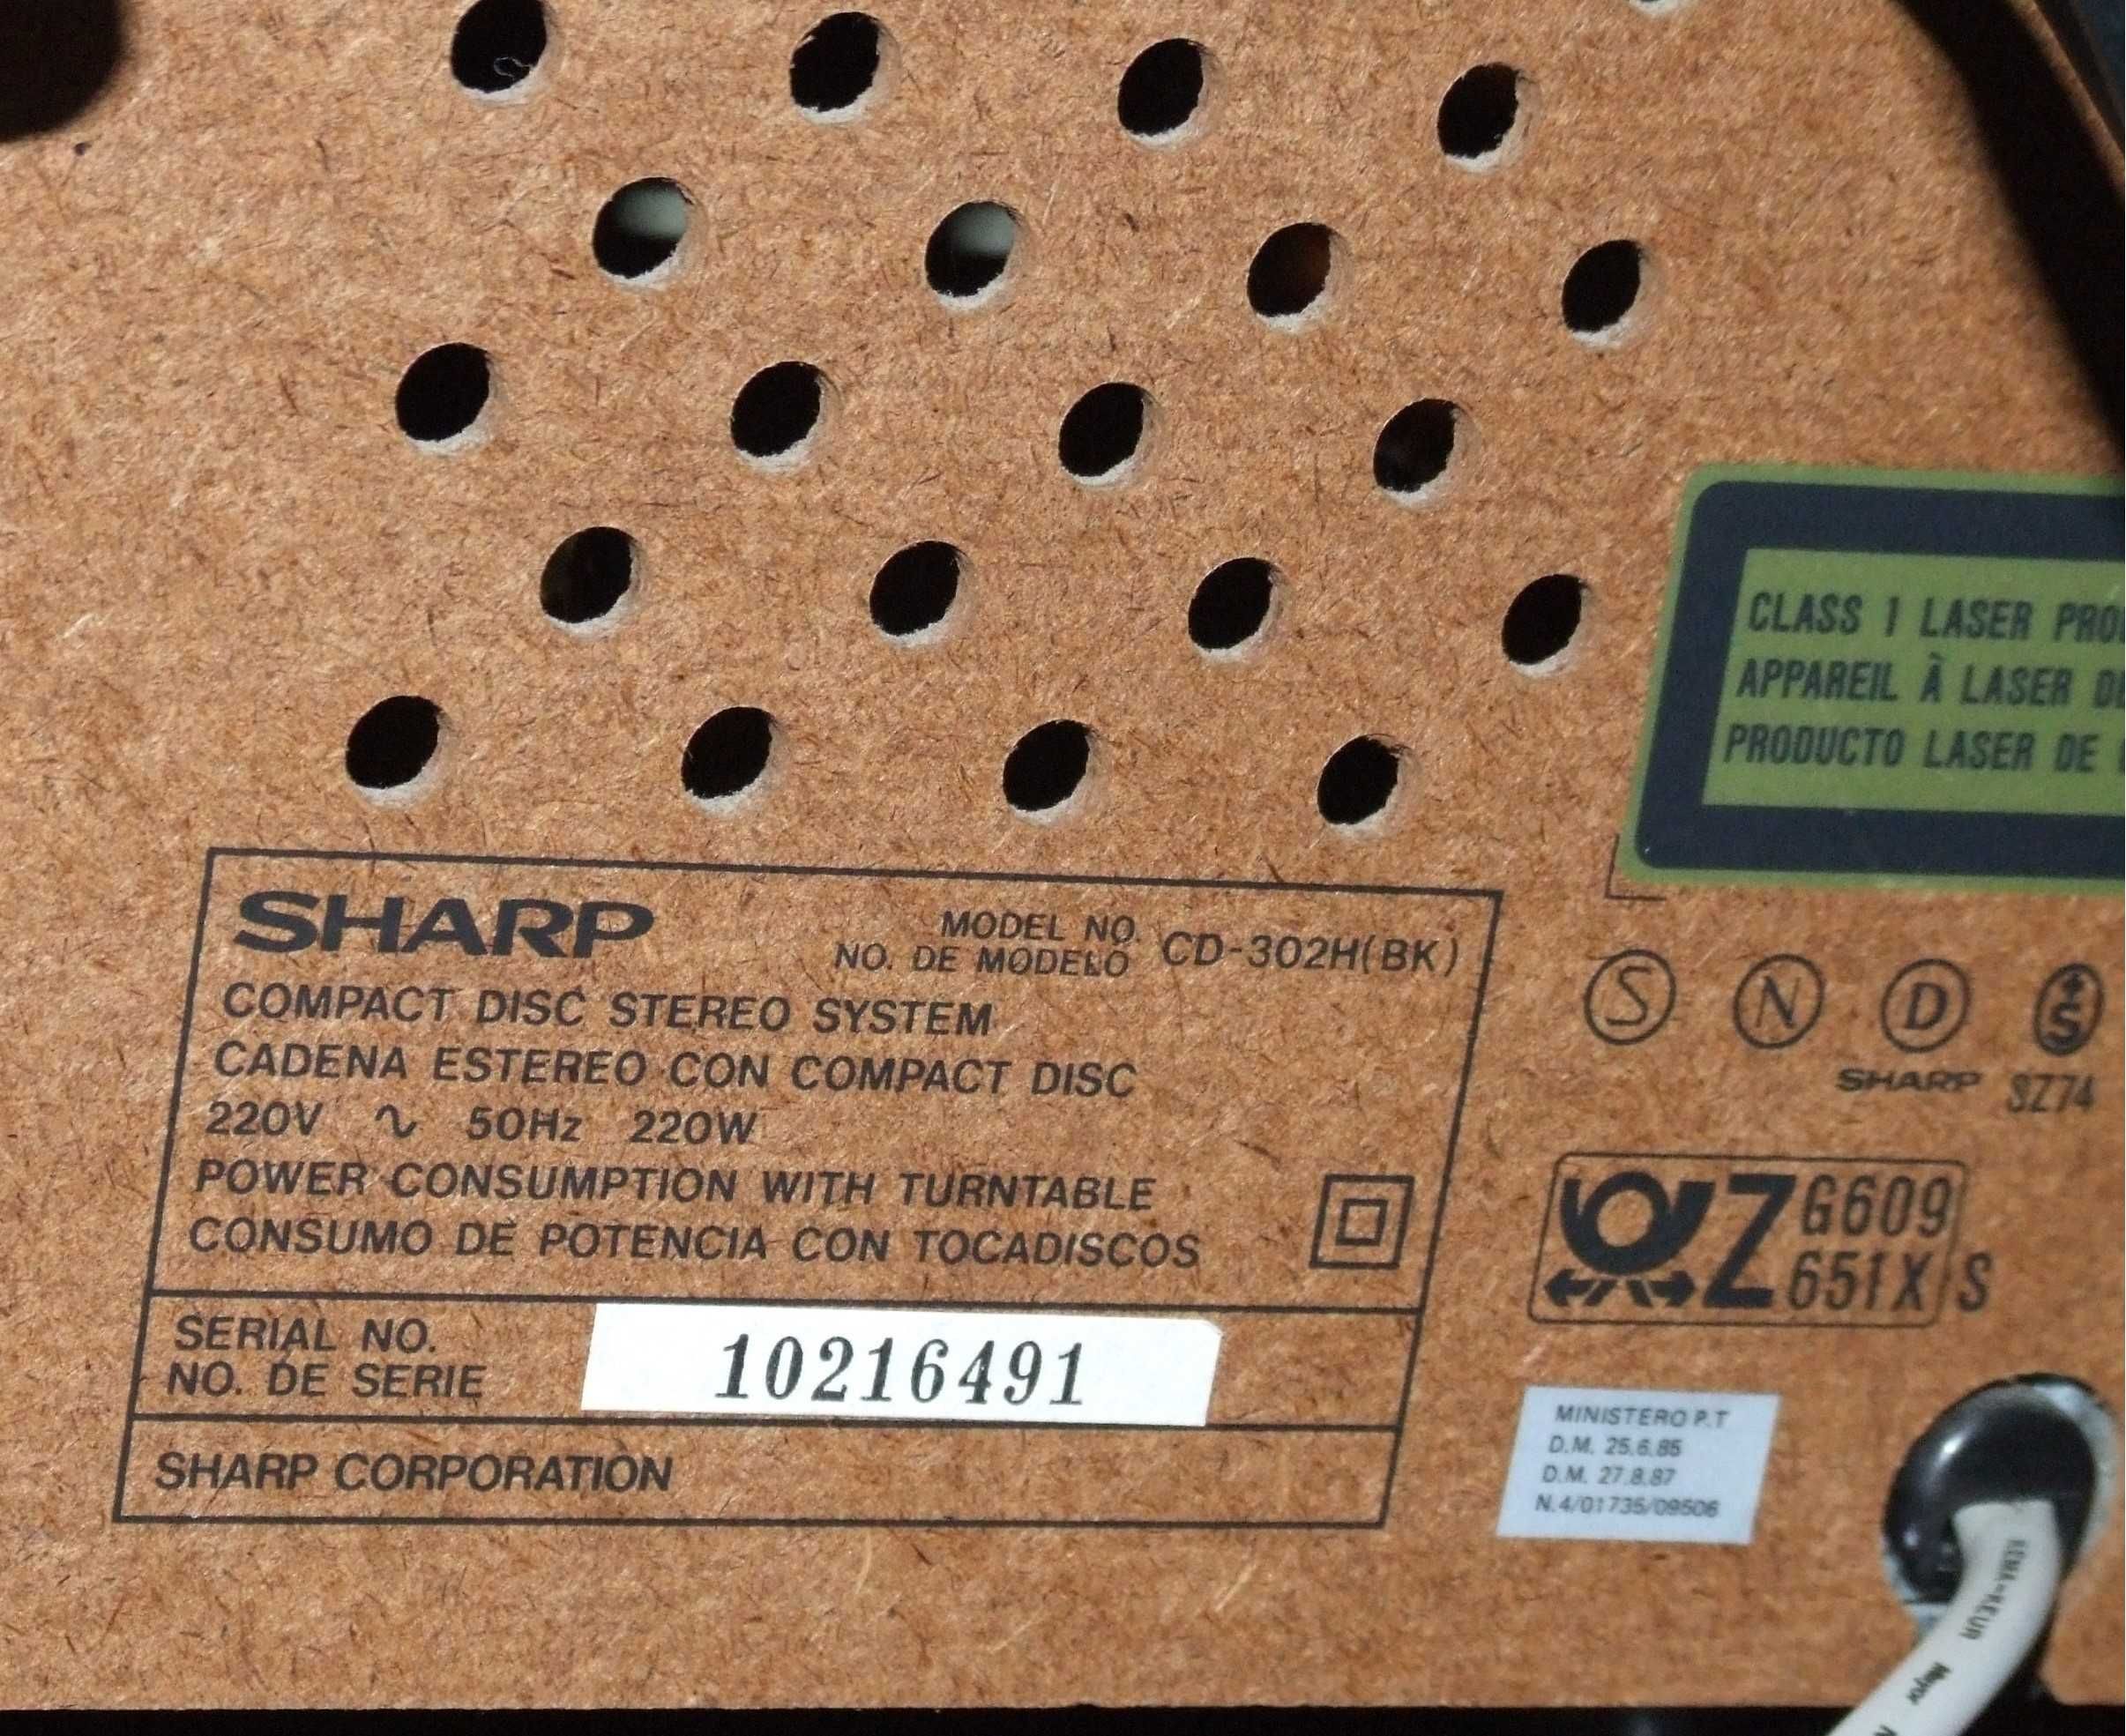 CLASS 1 LASER PRO
APPAREIL À LASER DE
PRODUCTO LASER DE
SHARP
MODEL NO.
NO. DE MODELO
CD-302H(BK)
COMPACT DISC STEREO SYSTEM
CADENA ESTEREO CON COMPACT DISC
220V ∿ 50Hz 220W
POWER CONSUMPTION WITH TURNTABLE
CONSUMO DE POTENCIA CON TOCADISCOS
SERIAL NO.
NO. DE SERIE
10216491
SHARP CORPORATION
S N D S
SHARP SZ74
Z G609
651X S
MINISTERO P.T
D.M. 25.6.85
D.M. 27.8.87
N.4/01735/09506
KEMA-KEUR